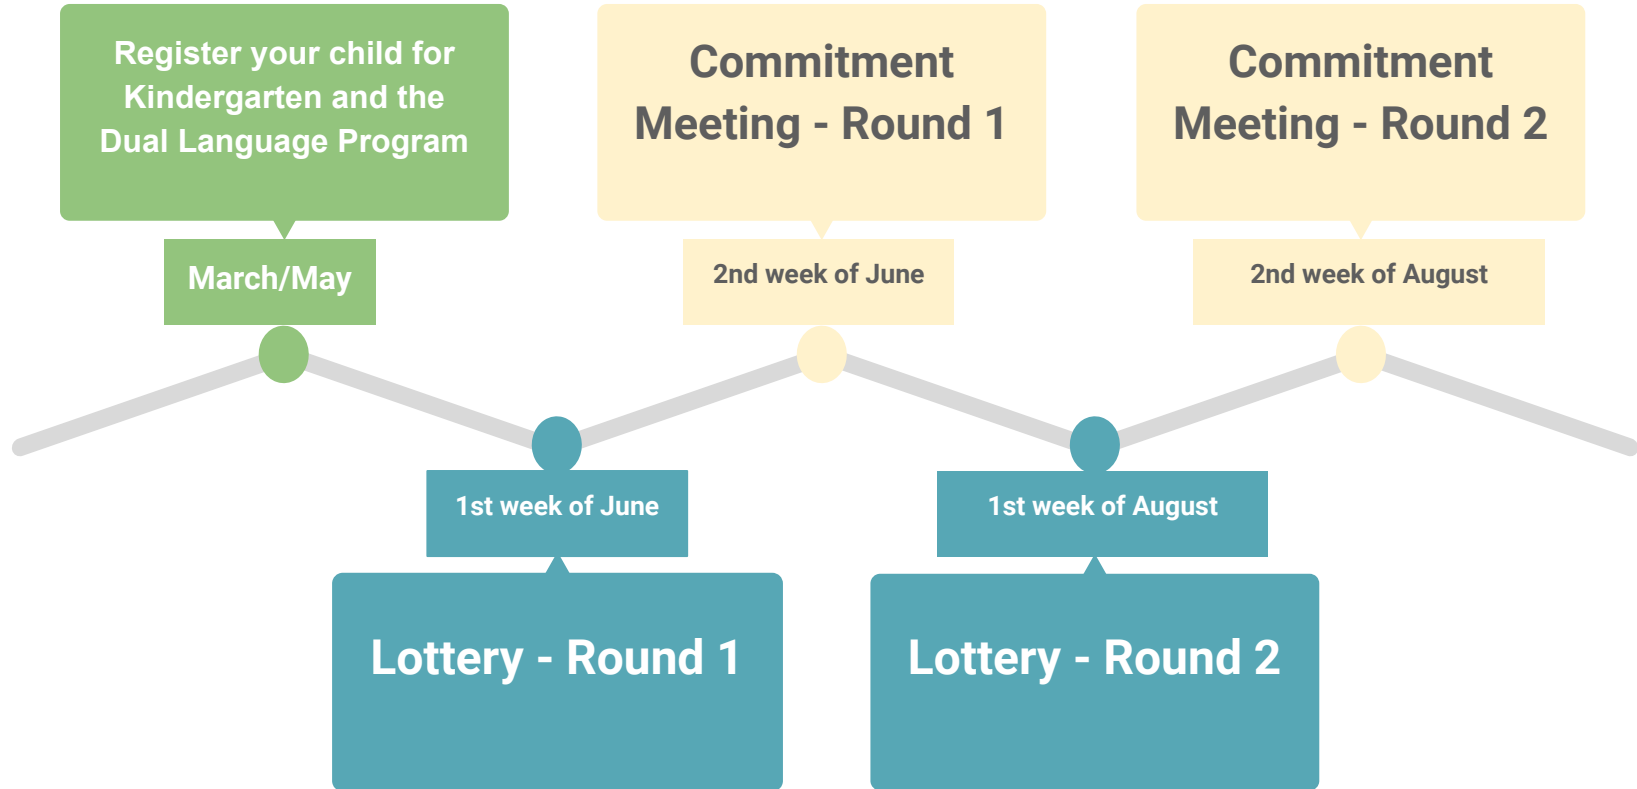 Register your child for
Kindergarten and the
Dual Language Program
March/May
1st week of June
Lottery - Round 1
Commitment
Meeting - Round 1
2nd week of June
1st week of August
Lottery - Round 2
Commitment
Meeting - Round 2
2nd week of August